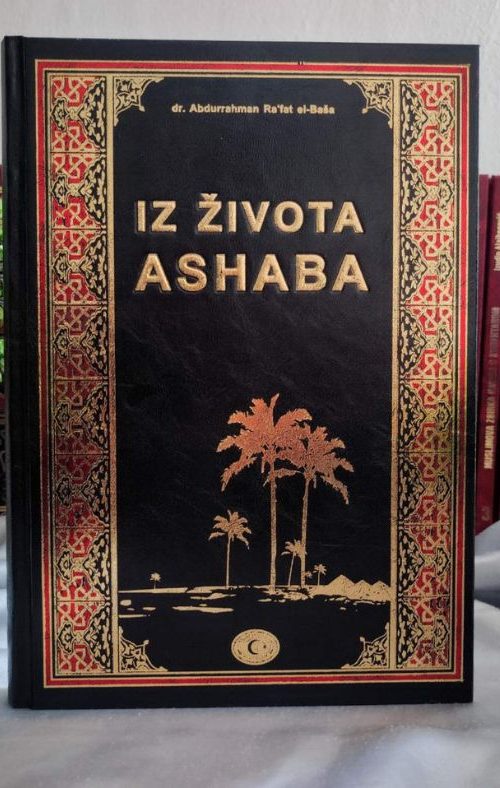 dr. Abdurrahman Ra'fat el-Baša
IZ ŽIVOTA
ASHABA